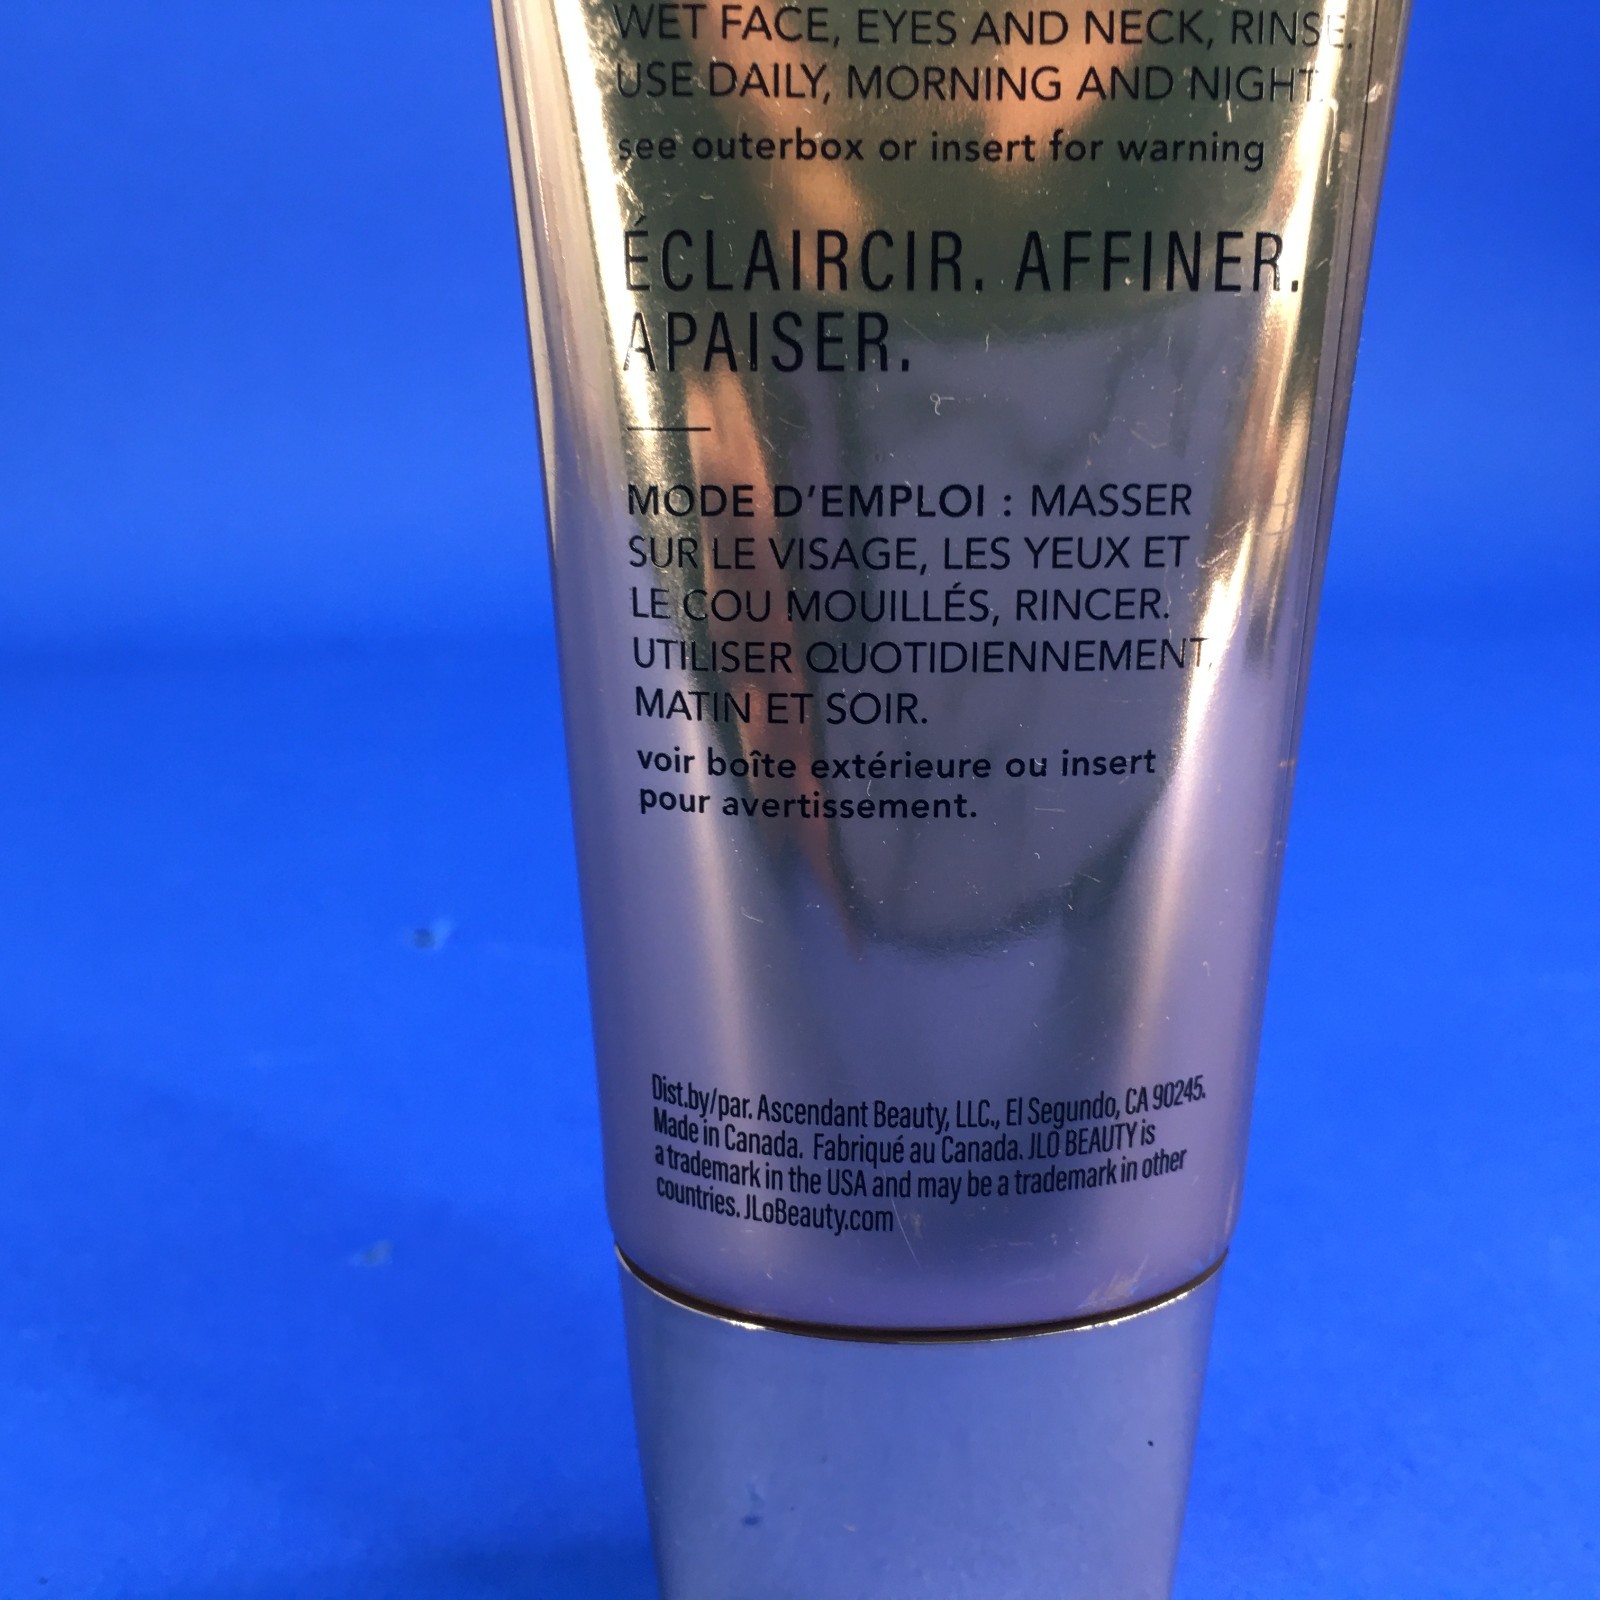 WET FACE, EYES AND NECK, RINSE.
USE DAILY, MORNING AND NIGHT.
see outerbox or insert for warning
ÉCLAIRCIR. AFFINER.
APAISER.
MODE D'EMPLOI : MASSER
SUR LE VISAGE, LES YEUX ET
LE COU MOUILLÉS, RINCER.
UTILISER QUOTIDIENNEMENT,
MATIN ET SOIR.
voir boîte extérieure ou insert
pour avertissement.
Dist.by/par. Ascendant Beauty, LLC., El Segundo, CA 90245.
Made in Canada. Fabriqué au Canada. JLO BEAUTY is
a trademark in the USA and may be a trademark in other
countries. JLoBeauty.com